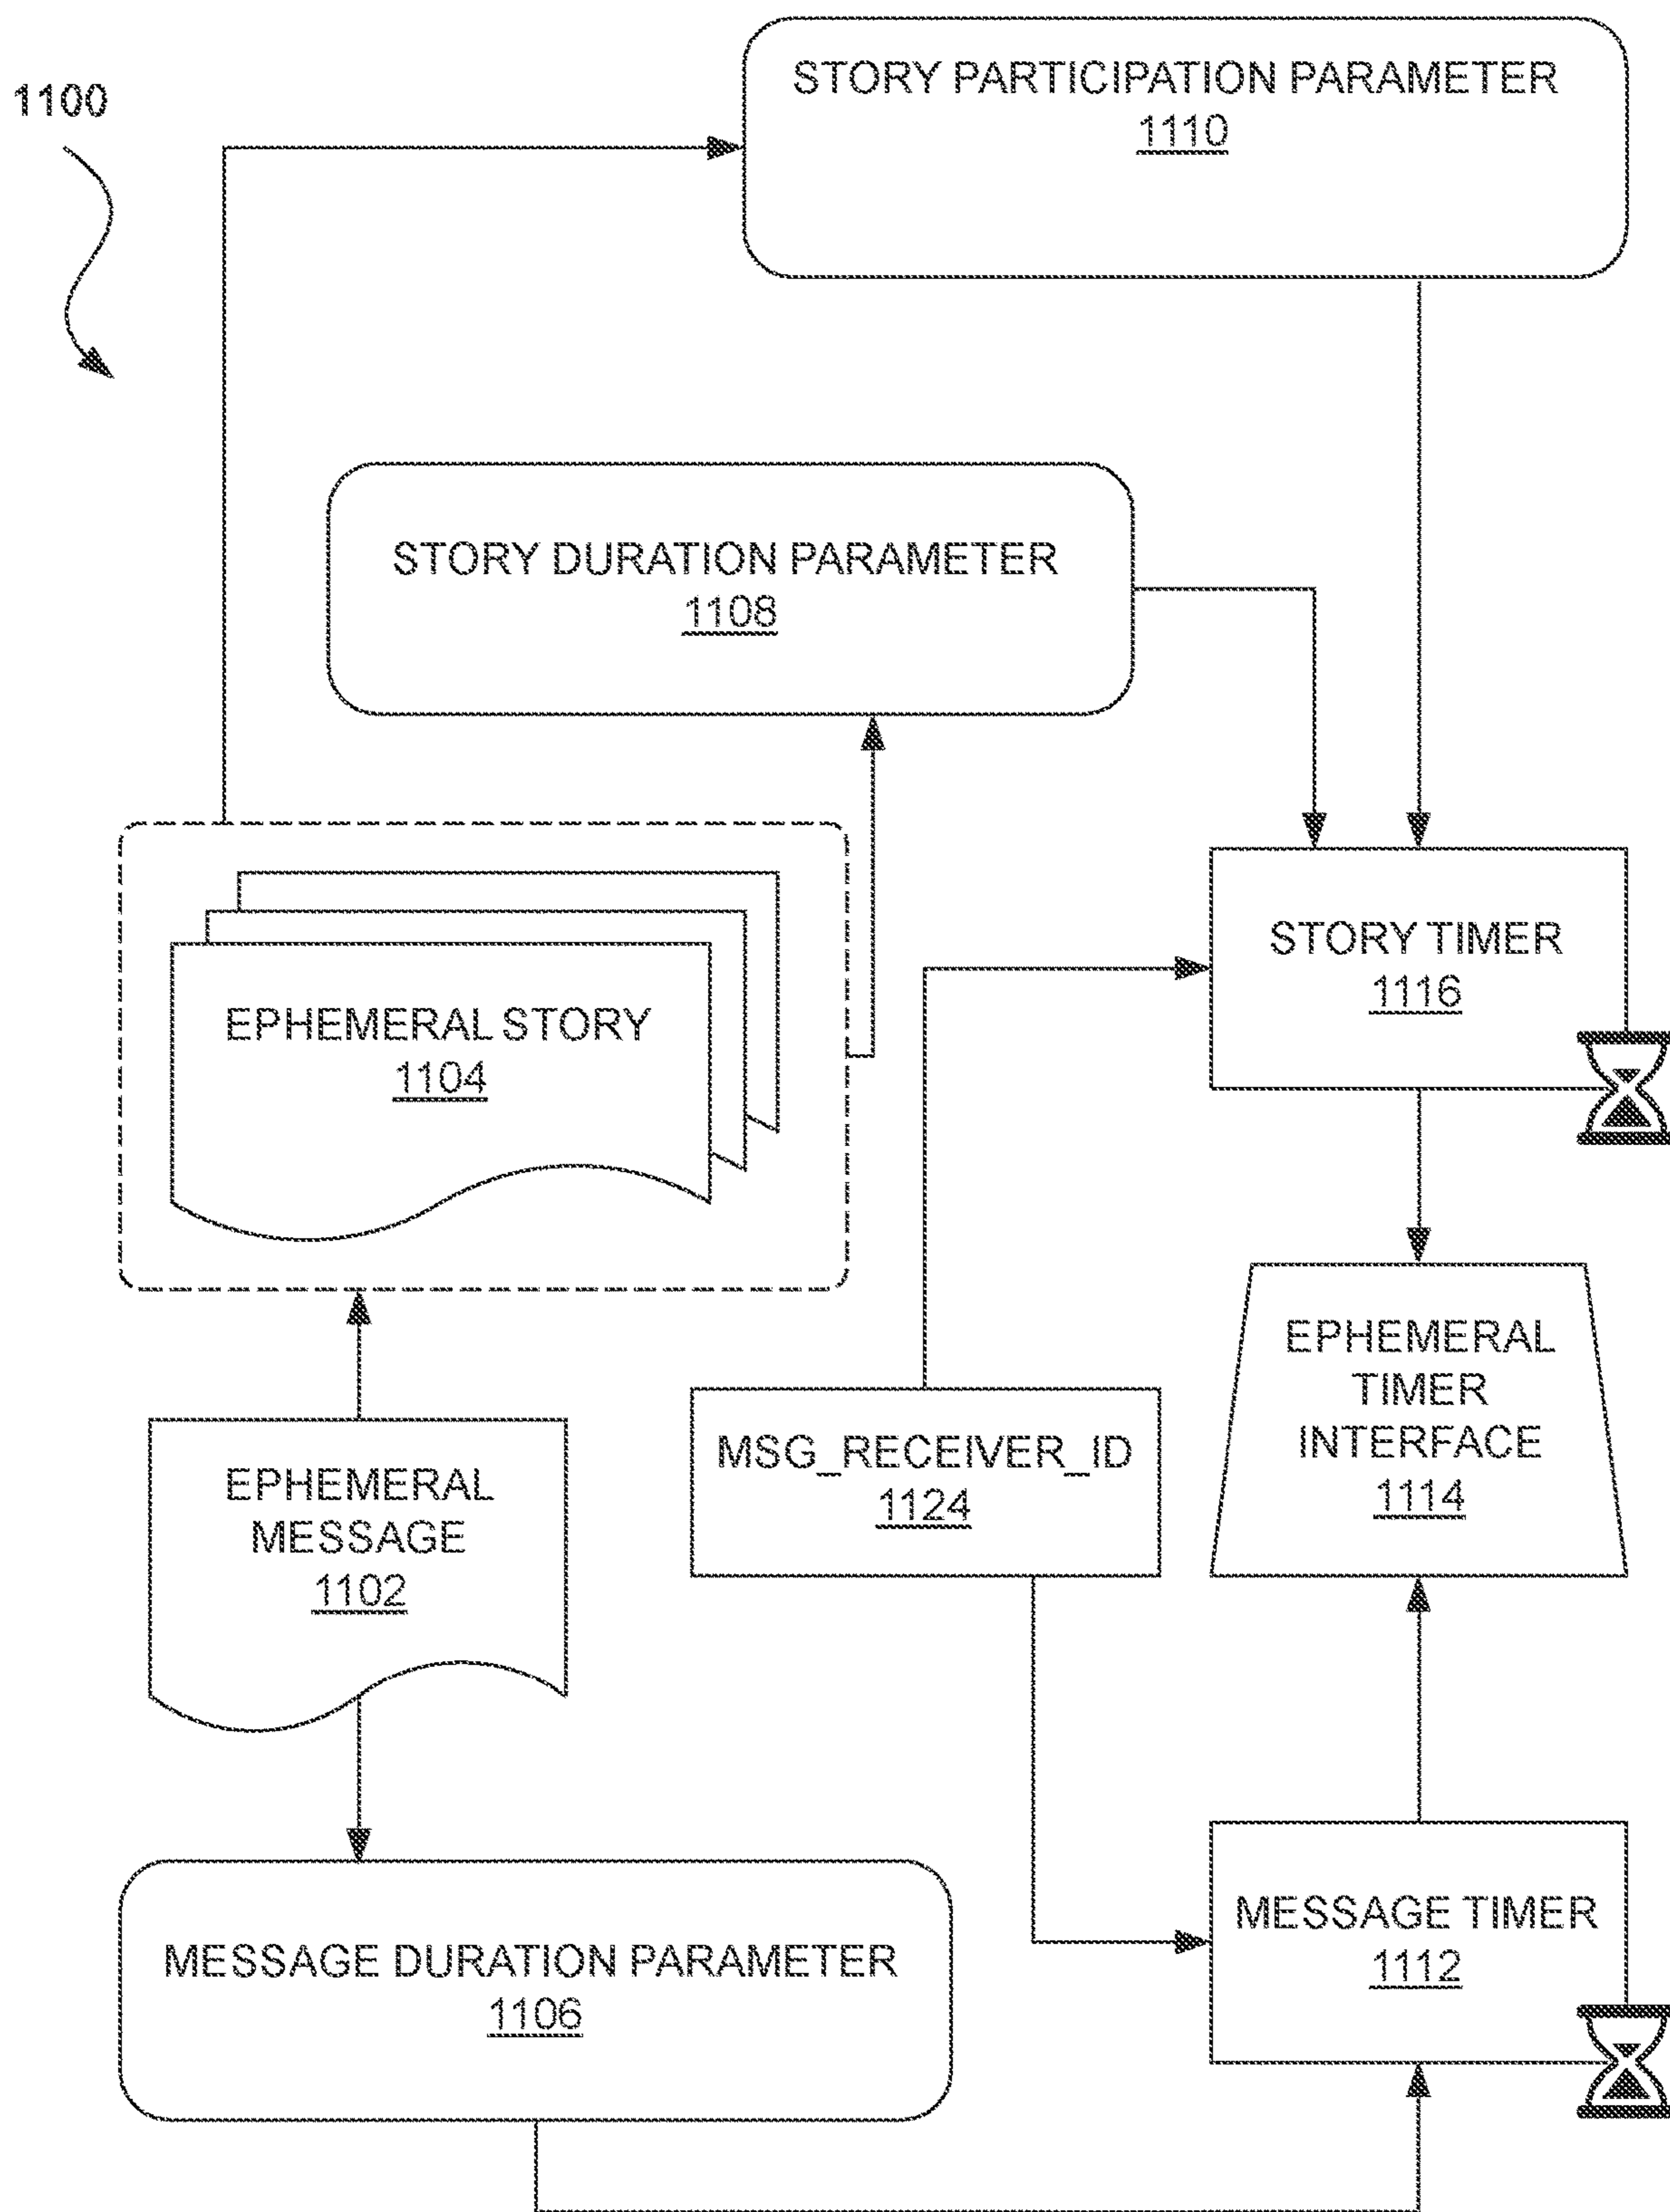 1100
STORY PARTICIPATION PARAMETER
1110
STORY DURATION PARAMETER
1108
STORY TIMER
1116
EPHEMERAL STORY
1104
EPHEMERAL
TIMER
INTERFACE
1114
MSG_RECEIVER_ID
1124
EPHEMERAL
MESSAGE
1102
MESSAGE TIMER
1112
MESSAGE DURATION PARAMETER
1106